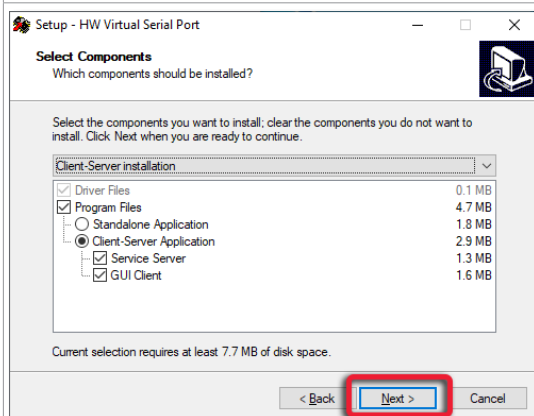 Setup - HW Virtual Serial Port
Select Components
Which components should be installed?
Select the components you want to install; clear the components you do not want to
install. Click Next when you are ready to continue.
Client-Server installation
Driver Files 0.1 MB
Program Files 4.7 MB
Standalone Application 1.8 MB
Client-Server Application 2.9 MB
Service Server 1.3 MB
GUI Client 1.6 MB
Current selection requires at least 7.7 MB of disk space.
< Back Next > Cancel